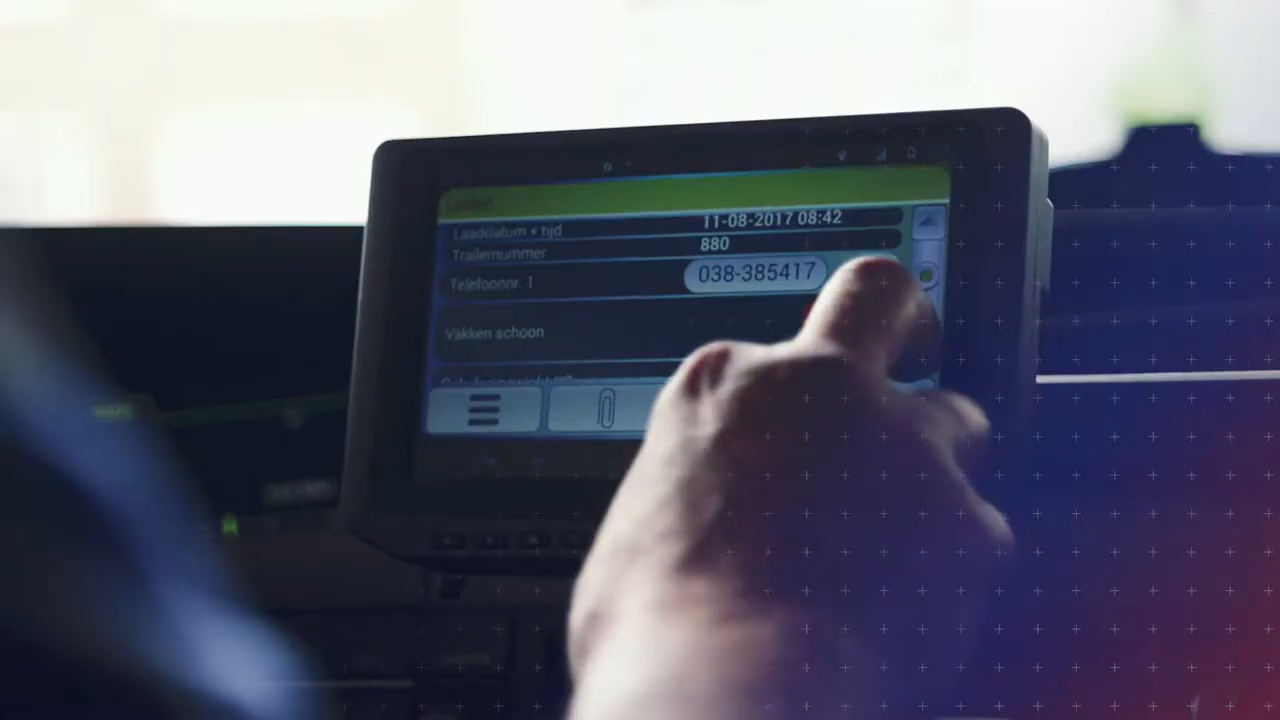 Laden
Laaddatum + tijd 11-08-2017 08:42
Trailernummer 880
Telefoonnr. 1 038-385417
Vakken schoon